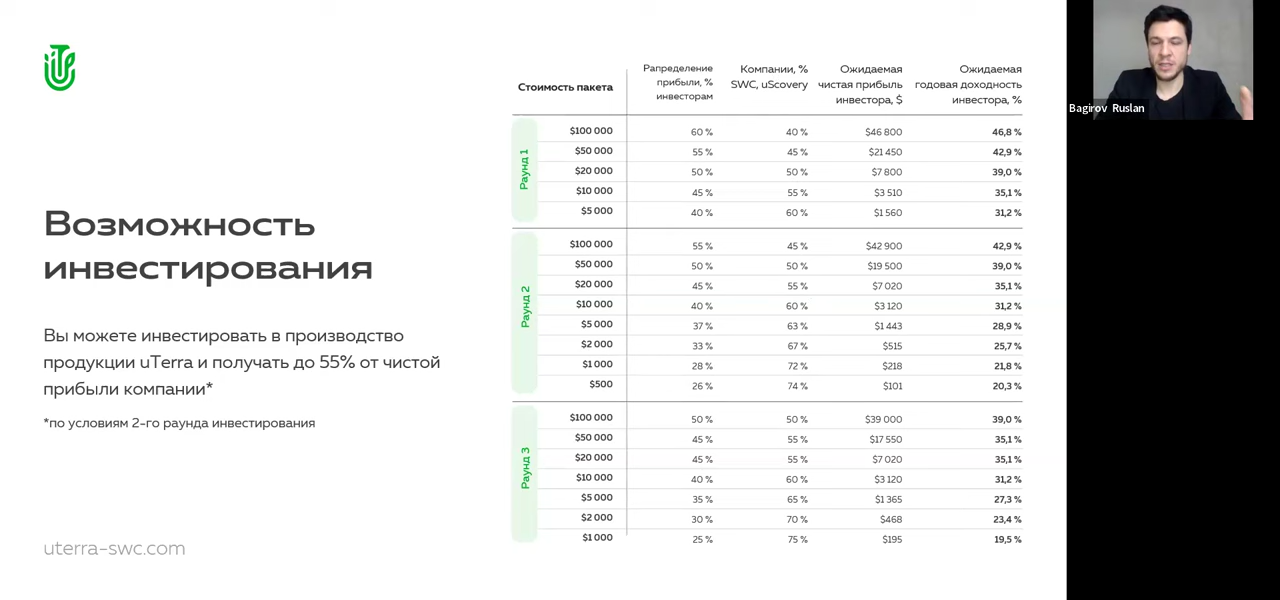 Возможность
инвестирования
Вы можете инвестировать в производство
продукции uTerra и получать до 55% от чистой
прибыли компании*
*по условиям 2-го раунда инвестирования
uterra-swc.com
Стоимость пакета
Рапределение
прибыли, %
инвесторам
Компании, %
SWC, uScovery
Ожидаемая
чистая прибыль
инвестора, $
Ожидаемая
годовая доходность
инвестора, %
Раунд 1
$100 000 60 % 40 % $46 800 46,8 %
$50 000 55 % 45 % $21 450 42,9 %
$20 000 50 % 50 % $7 800 39,0 %
$10 000 45 % 55 % $3 510 35,1 %
$5 000 40 % 60 % $1 560 31,2 %
Раунд 2
$100 000 55 % 45 % $42 900 42,9 %
$50 000 50 % 50 % $19 500 39,0 %
$20 000 45 % 55 % $7 020 35,1 %
$10 000 40 % 60 % $3 120 31,2 %
$5 000 37 % 63 % $1 443 28,9 %
$2 000 33 % 67 % $515 25,7 %
$1 000 28 % 72 % $218 21,8 %
$500 26 % 74 % $101 20,3 %
Раунд 3
$100 000 50 % 50 % $39 000 39,0 %
$50 000 45 % 55 % $17 550 35,1 %
$20 000 45 % 55 % $7 020 35,1 %
$10 000 40 % 60 % $3 120 31,2 %
$5 000 35 % 65 % $1 365 27,3 %
$2 000 30 % 70 % $468 23,4 %
$1 000 25 % 75 % $195 19,5 %
Bagirov Ruslan